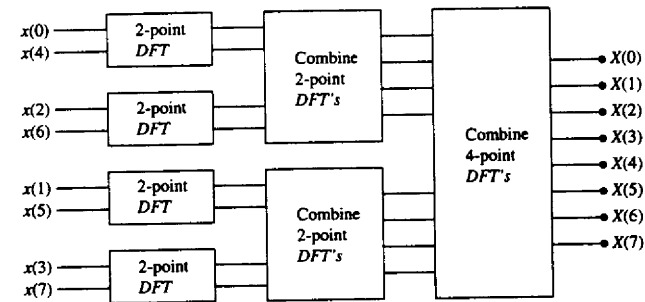 x(0)
x(4)
2-point
DFT
x(2)
x(6)
2-point
DFT
Combine
2-point
DFT's
x(1)
x(5)
2-point
DFT
x(3)
x(7)
2-point
DFT
Combine
2-point
DFT's
Combine
4-point
DFT's
X(0)
X(1)
X(2)
X(3)
X(4)
X(5)
X(6)
X(7)